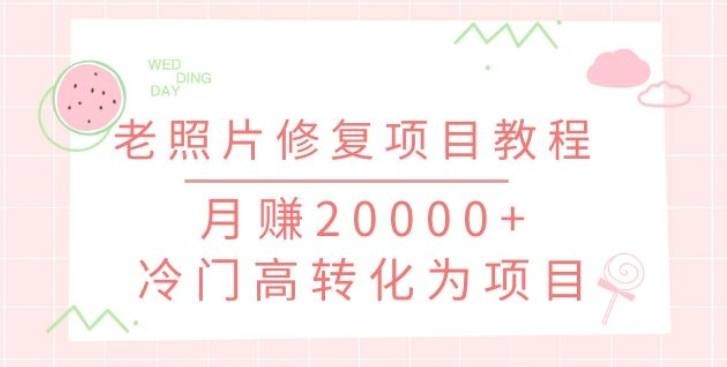 WED
DING
DAY
老照片修复项目教程
月赚20000+
冷门高转化为项目